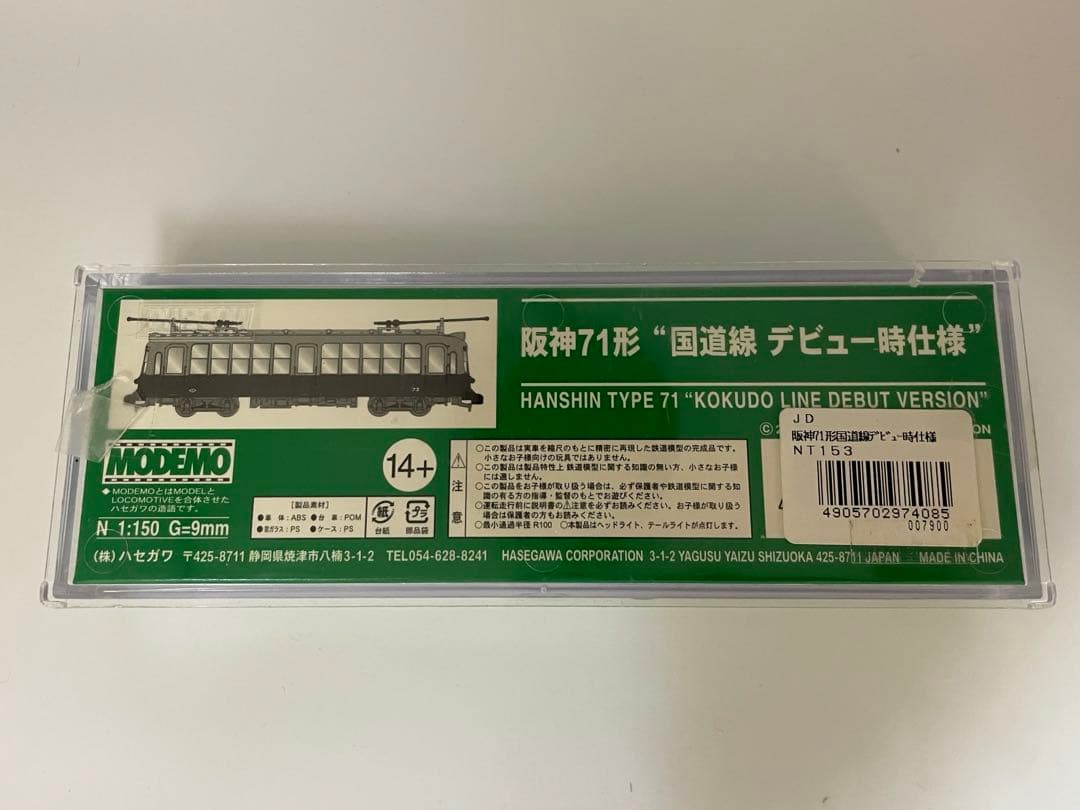 阪神71形 “国道線 デビュー時仕様”
HANSHIN TYPE 71 “KOKUDO LINE DEBUT VERSION”
73
MODEMO
◆MODEMOとはMODELと
LOCOMOTIVEを合体させた
ハセガワの造語です。
N 1:150 G=9mm
［製品素材］
●車 体：ABS ●台 車：POM
●窓ガラス：PS ●ケース：PS
紙
台紙
プラ
部品袋
14+
注意
○この製品は実車を縮尺のもとに精密に再現した鉄道模型の完成品です。
小さなお子様向けの玩具ではありません。
○この製品は製品特性上鉄道模型に関する知識の無い方、小さなお子様
には適しません。
○この製品をお子様が取り扱う場合は、必ず保護者や鉄道模型に関する知
識の有る方の指導・監督のもとでお遊びください。
○運転走行前に説明書の⚠注意を必ずお読みください。お子様が取り扱
う場合は保護者の方もお読みください。
○最小通過半径 R100 ○本製品はヘッドライト、テールライトが点灯します。
JD
阪神71形国道線デビュー時仕様
NT153
4905702974085
007900
(株) ハセガワ 〒425-8711 静岡県焼津市八楠3-1-2 TEL054-628-8241 HASEGAWA CORPORATION 3-1-2 YAGUSU YAIZU SHIZUOKA 425-8711 JAPAN MADE IN CHINA